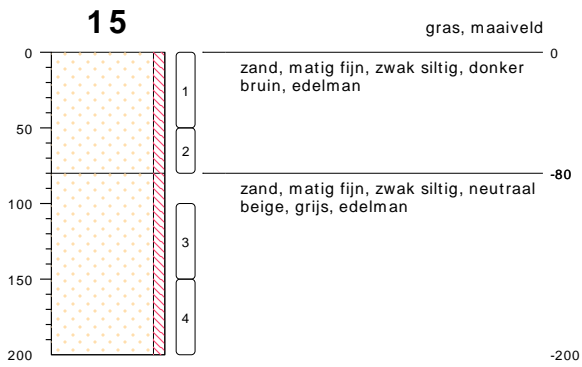 15
gras, maaiveld
0
0
zand, matig fijn, zwak siltig, donker
bruin, edelman
1
50
2
-80
zand, matig fijn, zwak siltig, neutraal
beige, grijs, edelman
100
3
150
4
200
-200